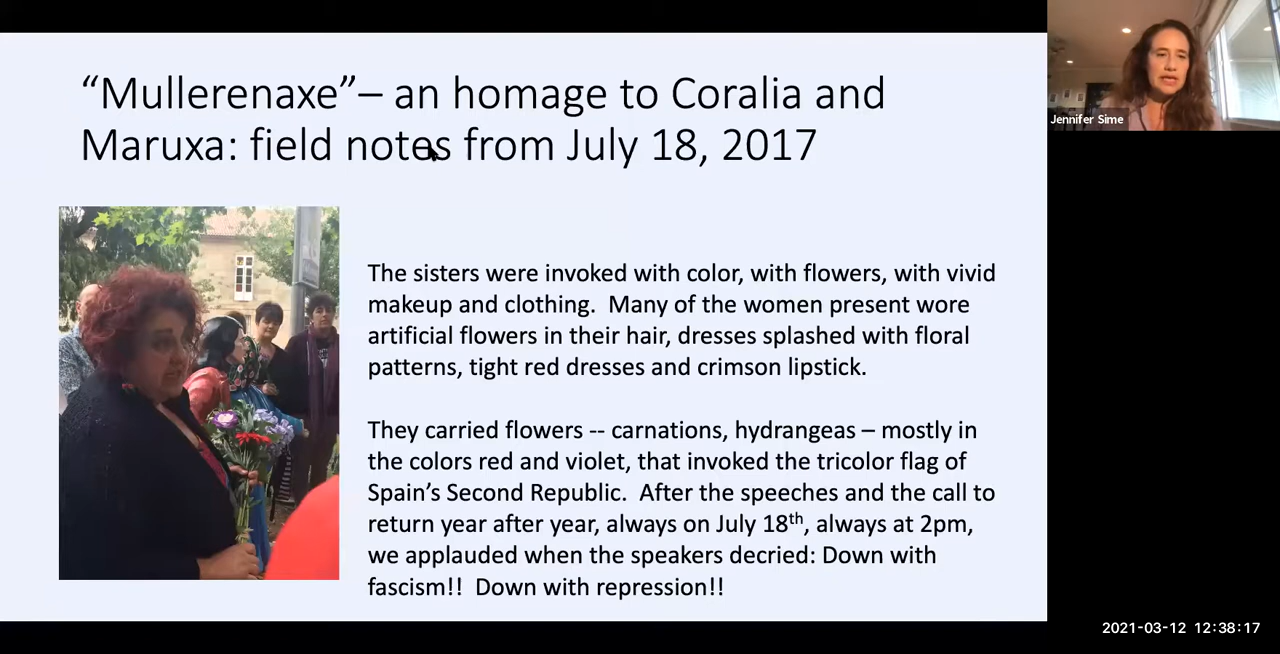 “Mullerenaxe”– an homage to Coralia and
Maruxa: field notes from July 18, 2017
Jennifer Sime
The sisters were invoked with color, with flowers, with vivid
makeup and clothing.  Many of the women present wore
artificial flowers in their hair, dresses splashed with floral
patterns, tight red dresses and crimson lipstick.
They carried flowers -- carnations, hydrangeas – mostly in
the colors red and violet, that invoked the tricolor flag of
Spain’s Second Republic.  After the speeches and the call to
return year after year, always on July 18th, always at 2pm,
we applauded when the speakers decried: Down with
fascism!!  Down with repression!!
2021-03-12 12:38:17